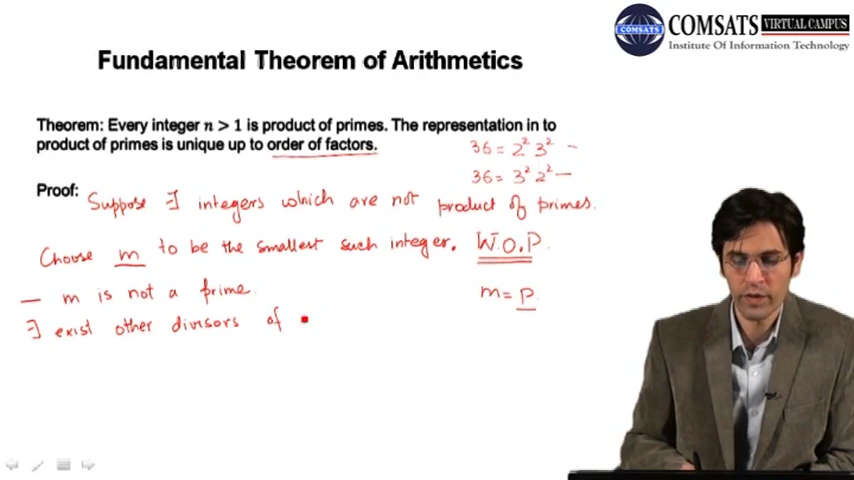 COMSATS
COMSATS VIRTUAL CAMPUS
Institute Of Information Technology
Fundamental Theorem of Arithmetics
Theorem: Every integer n > 1 is product of primes. The representation in to
product of primes is unique up to order of factors.
36 = 2² 3² –
36 = 3² 2² –
Proof:
Suppose ∃ integers which are not product of primes.
Choose m to be the smallest such integer. W.O.P.
— m is not a prime.
m = p.
∃ exist other divisors of